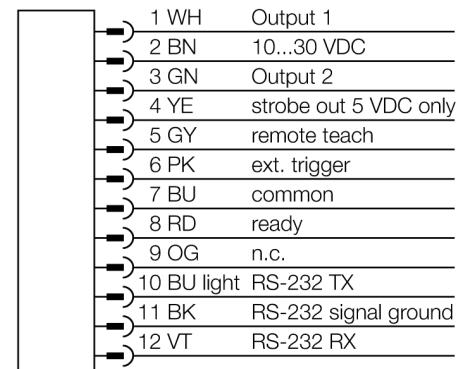 1 WH Output 1
2 BN 10...30 VDC
3 GN Output 2
4 YE strobe out 5 VDC only
5 GY remote teach
6 PK ext. trigger
7 BU common
8 RD ready
9 OG n.c.
10 BU light RS-232 TX
11 BK RS-232 signal ground
12 VT RS-232 RX